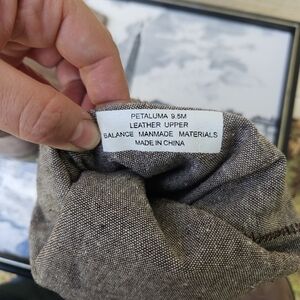 PETALUMA 9.5M
LEATHER UPPER
BALANCE MANMADE MATERIALS
MADE IN CHINA